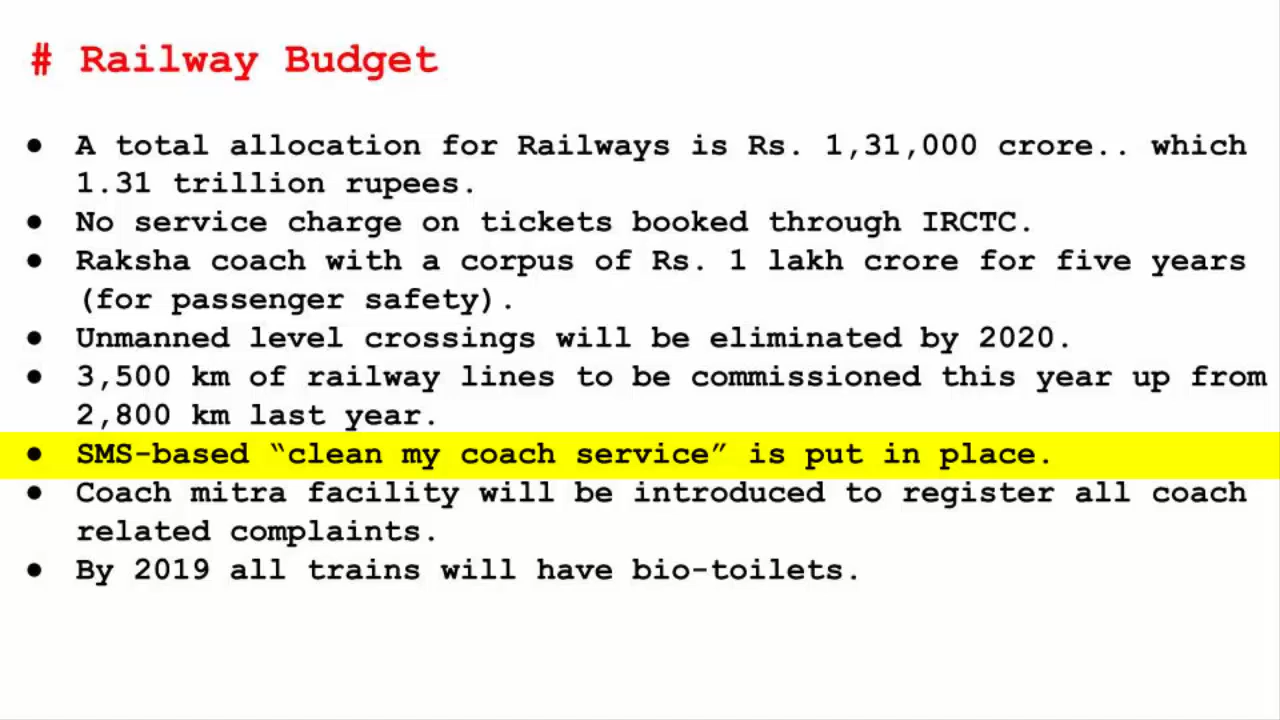 # Railway Budget
● A total allocation for Railways is Rs. 1,31,000 crore.. which
1.31 trillion rupees.
● No service charge on tickets booked through IRCTC.
● Raksha coach with a corpus of Rs. 1 lakh crore for five years
(for passenger safety).
● Unmanned level crossings will be eliminated by 2020.
● 3,500 km of railway lines to be commissioned this year up from
2,800 km last year.
● SMS-based “clean my coach service” is put in place.
● Coach mitra facility will be introduced to register all coach
related complaints.
● By 2019 all trains will have bio-toilets.